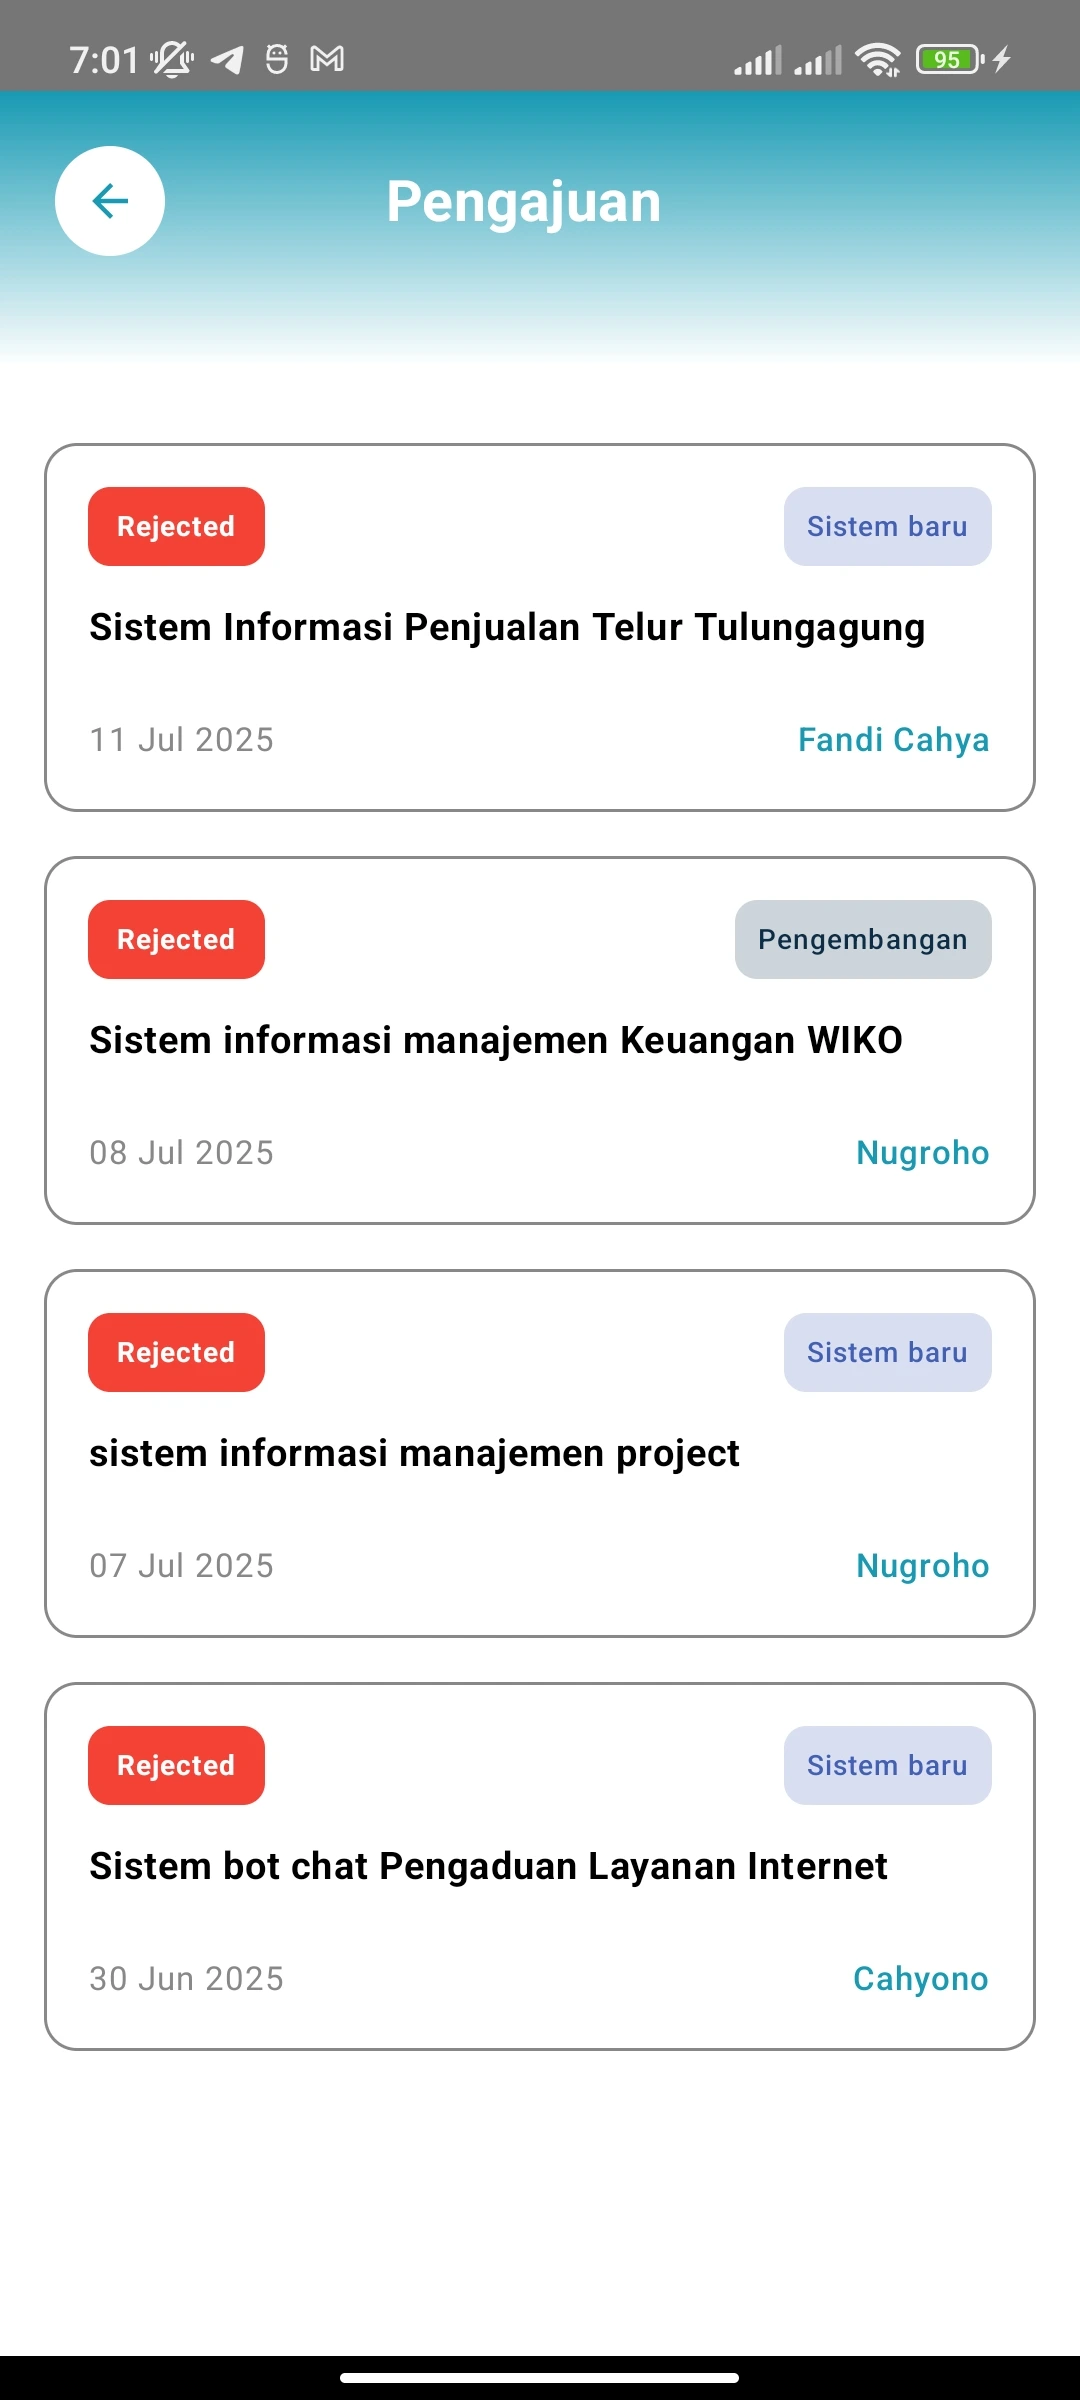 7:01
95
Pengajuan
Rejected
Sistem baru
Sistem Informasi Penjualan Telur Tulungagung
11 Jul 2025
Fandi Cahya
Rejected
Pengembangan
Sistem informasi manajemen Keuangan WIKO
08 Jul 2025
Nugroho
Rejected
Sistem baru
sistem informasi manajemen project
07 Jul 2025
Nugroho
Rejected
Sistem baru
Sistem bot chat Pengaduan Layanan Internet
30 Jun 2025
Cahyono